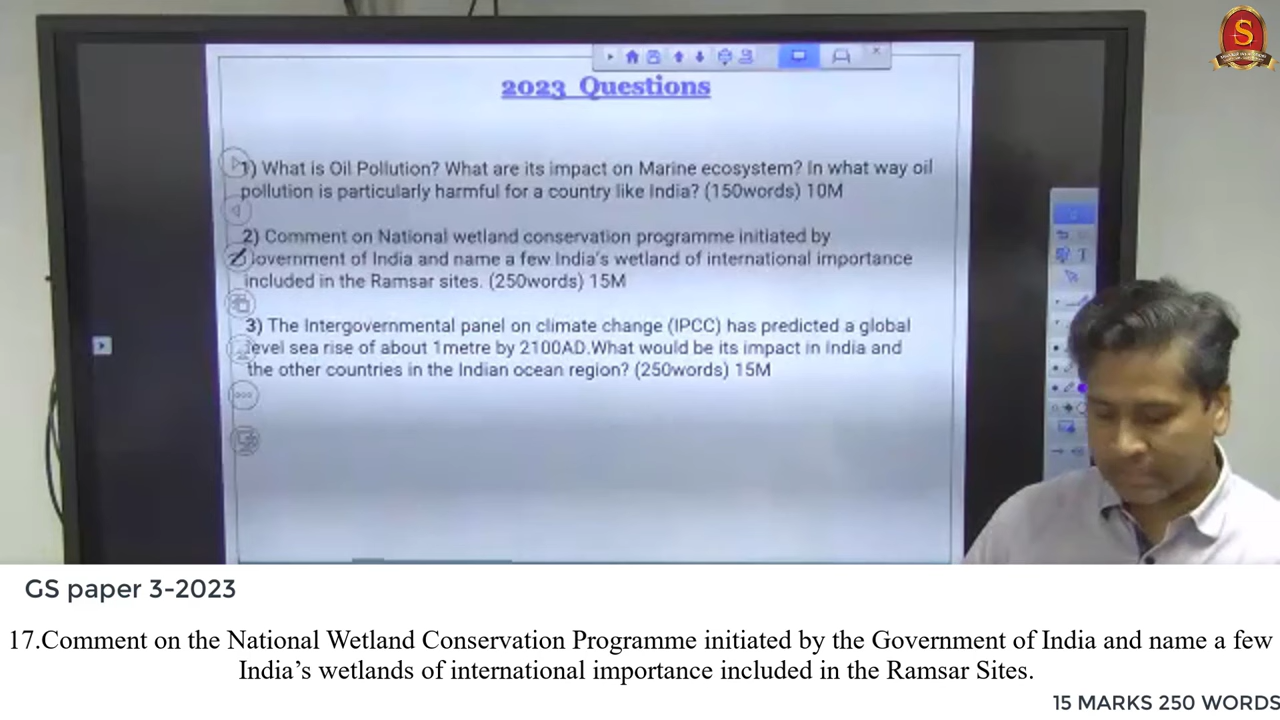 2023 Questions
1) What is Oil Pollution? What are its impact on Marine ecosystem? In what way oil
pollution is particularly harmful for a country like India? (150words) 10M
2) Comment on National wetland conservation programme initiated by
overnment of India and name a few India's wetland of international importance
included in the Ramsar sites. (250words) 15M
3) The Intergovernmental panel on climate change (IPCC) has predicted a global
level sea rise of about 1metre by 2100AD.What would be its impact in India and
the other countries in the Indian ocean region? (250words) 15M
S
GS paper 3-2023
17.Comment on the National Wetland Conservation Programme initiated by the Government of India and name a few
India’s wetlands of international importance included in the Ramsar Sites.
15 MARKS 250 WORDS